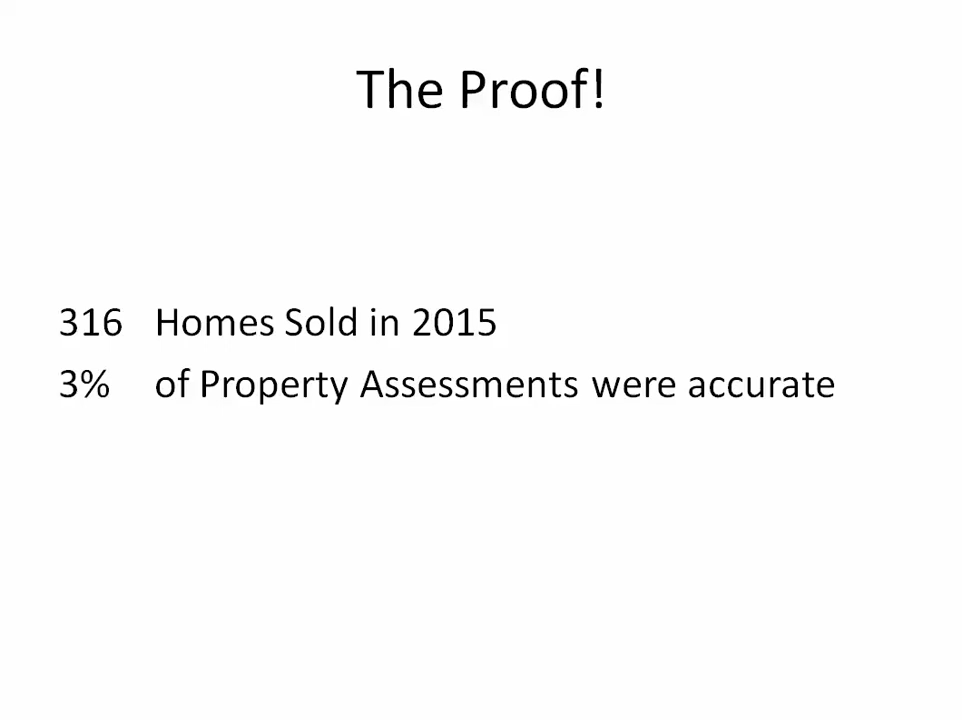 The Proof!
316 Homes Sold in 2015
3% of Property Assessments were accurate